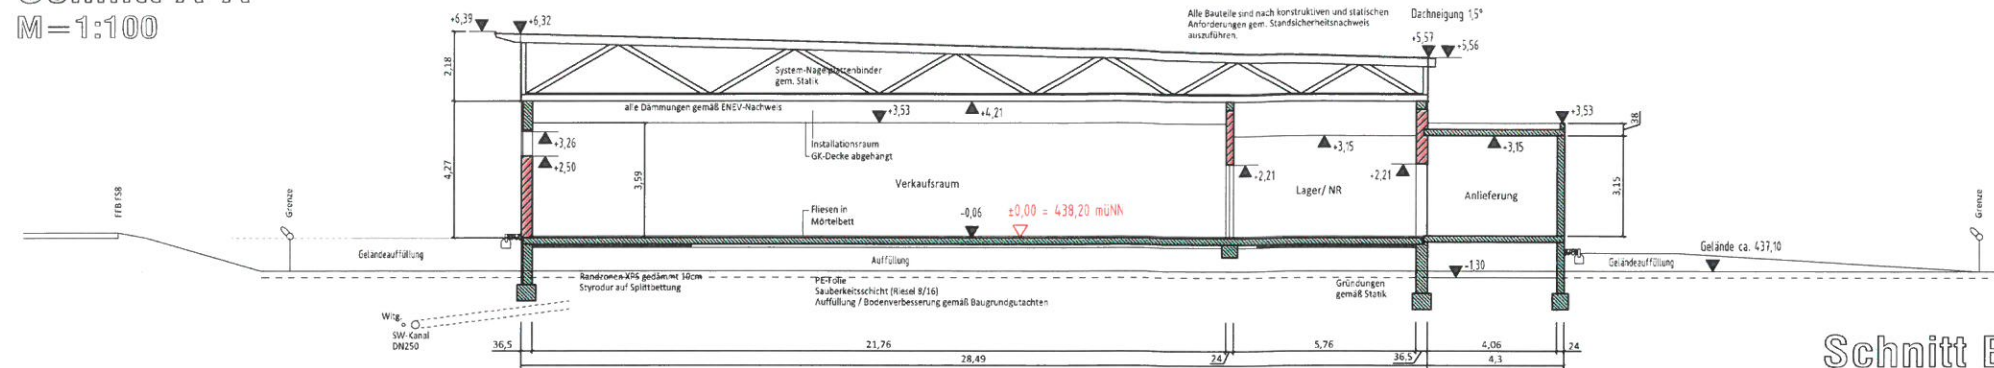 M=1:100
+6,39
+6,32
Alle Bauteile sind nach konstruktiven und statischen
Anforderungen gem. Standsicherheitsnachweis
auszuführen.
Dachneigung 1,5°
+5,57
+5,56
2,18
System-Nagelplattenbinder
gem. Statik
alle Dämmungen gemäß ENEV-Nachweis
+3,53
+4,21
+3,53
38
+3,26
+2,50
Installationsraum
GK-Decke abgehängt
+3,15
+3,15
4,27
3,59
Verkaufsraum
+2,21
+2,21
Lager/ NR
Anlieferung
3,15
FFB FSB
Grenze
Grenze
Fliesen in
Mörtelbett
-0,06
±0,00 = 438,20 müNN
Geländeauffüllung
Auffüllung
Gelände ca. 437,10
Geländeauffüllung
-1,30
Styrodur auf Splittbettung
PE-Folie
Sauberkeitsschicht (Riesel 8/16)
Auffüllung / Bodenverbesserung gemäß Baugrundgutachten
Gründungen
gemäß Statik
SW-Kanal
DN250
36,5
21,76
24
5,76
36,5
4,06
24
28,49
4,3
Schnitt